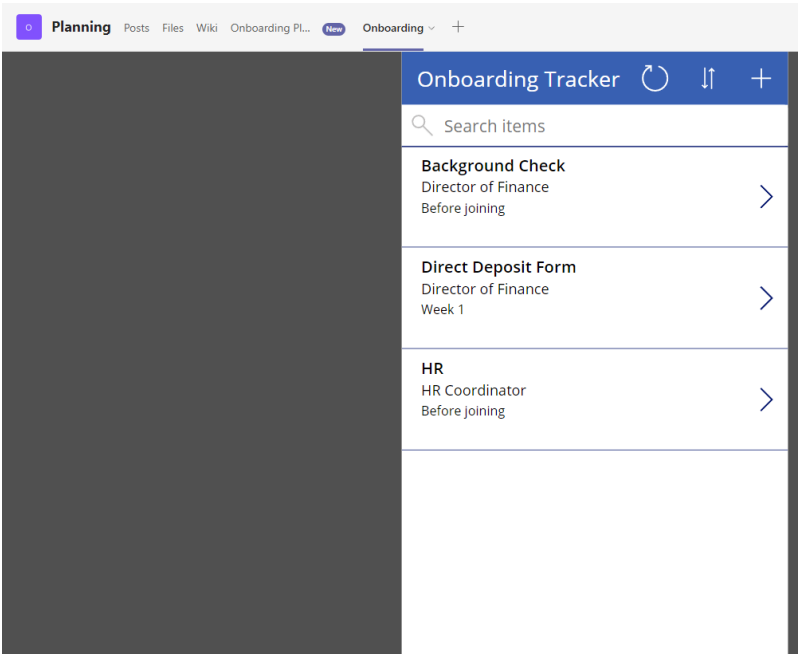 O Planning Posts Files Wiki Onboarding Pl... New Onboarding
Onboarding Tracker
Search items
Background Check
Director of Finance
Before joining
Direct Deposit Form
Director of Finance
Week 1
HR
HR Coordinator
Before joining